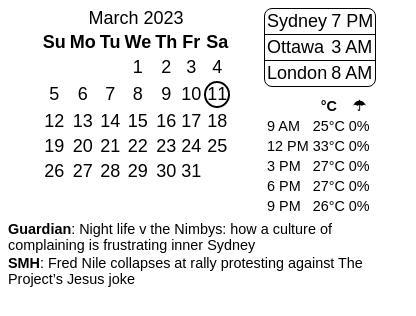 March 2023
Su Mo Tu We Th Fr Sa
1 2 3 4
5 6 7 8 9 10 11
12 13 14 15 16 17 18
19 20 21 22 23 24 25
26 27 28 29 30 31
Sydney 7 PM
Ottawa 3 AM
London 8 AM
°C ☂
9 AM 25°C 0%
12 PM 33°C 0%
3 PM 27°C 0%
6 PM 27°C 0%
9 PM 26°C 0%
Guardian: Night life v the Nimbys: how a culture of
complaining is frustrating inner Sydney
SMH: Fred Nile collapses at rally protesting against The
Project’s Jesus joke